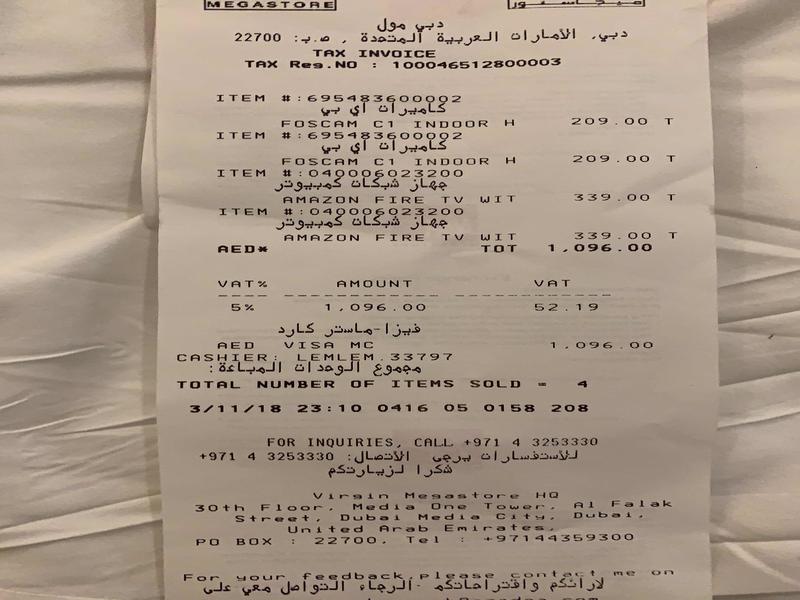 MEGASTORE ميجاستور
دبي مول
دبي، الأمارات العربية المتحدة , ص.ب: 22700
TAX INVOICE
TAX Reg.NO : 100046512800003
ITEM #:695483600002
كاميرات اي بي
FOSCAM C1 INDOOR H 209.00 T
ITEM #:695483600002
كاميرات اي بي
FOSCAM C1 INDOOR H 209.00 T
ITEM #:040006023200
جهاز شبكات كمبيوتر
AMAZON FIRE TV WIT 339.00 T
ITEM #:040006023200
جهاز شبكات كمبيوتر
AMAZON FIRE TV WIT 339.00 T
AED* TOT 1,096.00
VAT% AMOUNT VAT
5% 1,096.00 52.19
فيزا-ماستر كارد
AED VISA MC 1,096.00
CASHIER: LEMLEM.33797
مجموع الوحدات المباعة:
TOTAL NUMBER OF ITEMS SOLD = 4
3/11/18 23:10 0416 05 0158 208
FOR INQUIRIES, CALL +971 4 3253330
للأستفسارات يرجى الأتصال: 3253330 4 971+
شكرا لزيارتكم
Virgin Megastore HQ
30th Floor, Media One Tower, Al Falak
Street, Dubai Media City, Dubai,
United Arab Emirates,
PO BOX : 22700, Tel : +97144359300
For your feedback,please contact me on
لارائكم واقتراحاتكم -الرجاء التواصل معي على